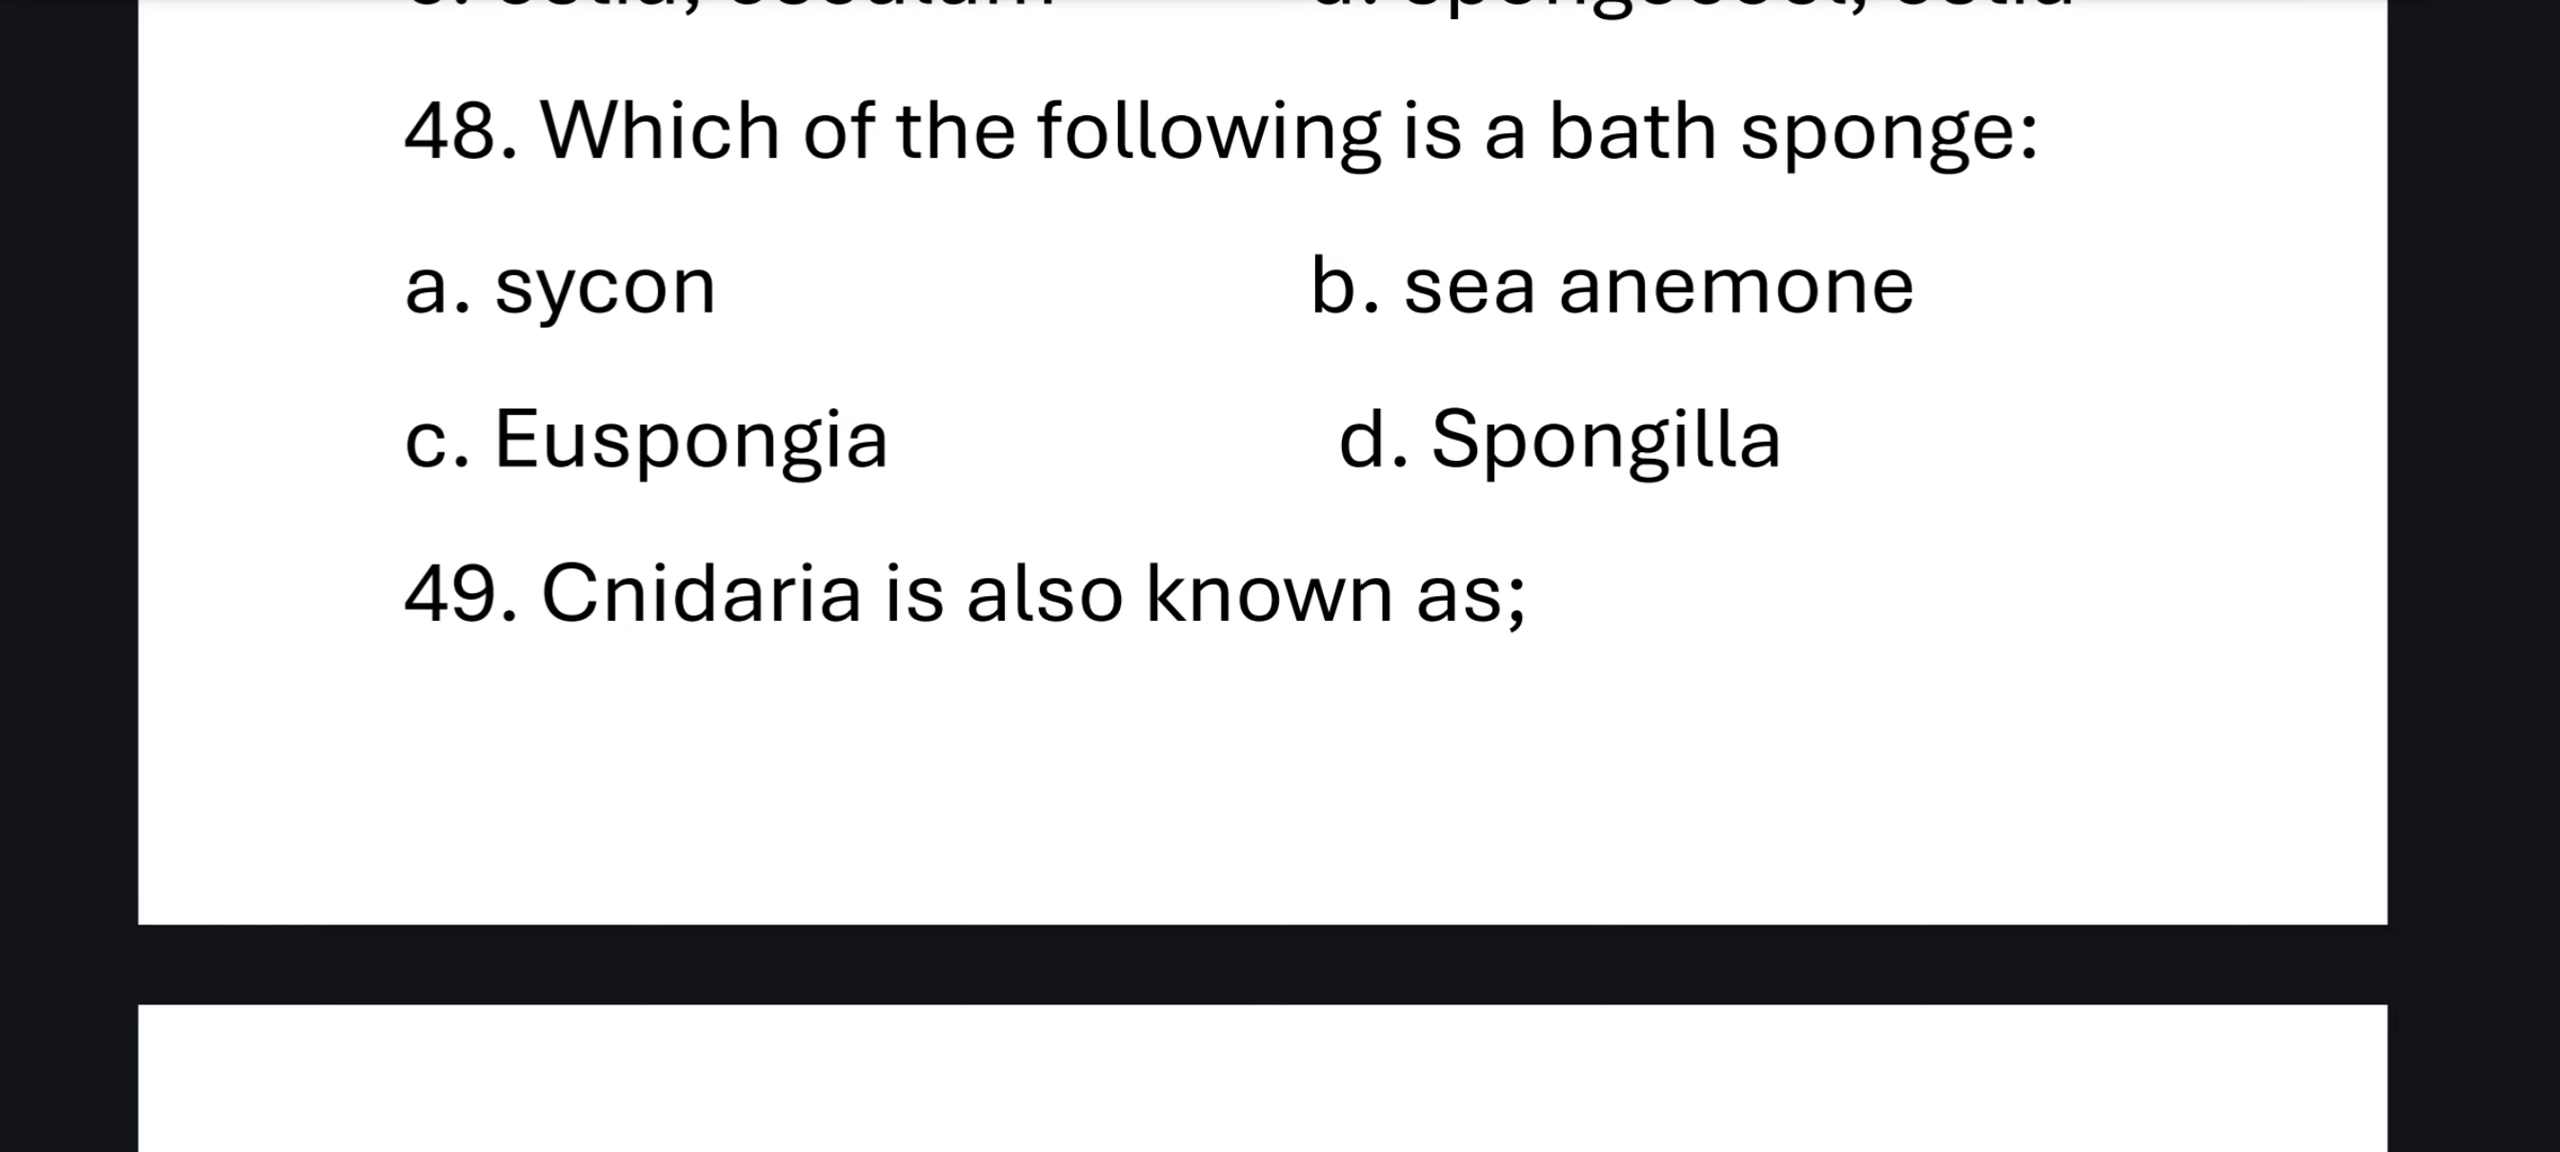 48. Which of the following is a bath sponge:
a. sycon b. sea anemone
c. Euspongia d. Spongilla
49. Cnidaria is also known as;